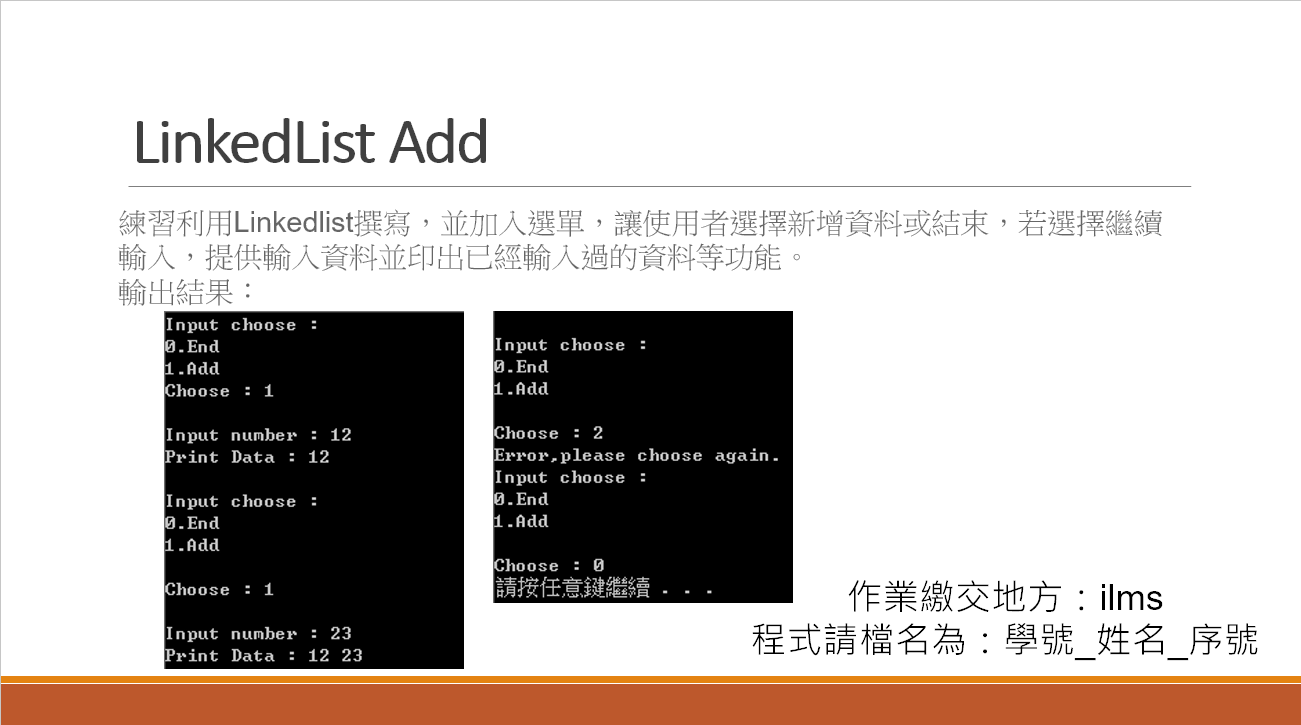 LinkedList Add
練習利用Linkedlist撰寫，並加入選單，讓使用者選擇新增資料或結束，若選擇繼續
輸入，提供輸入資料並印出已經輸入過的資料等功能。
輸出結果：
Input choose :
0.End
1.Add
Choose : 1
Input number : 12
Print Data : 12
Input choose :
0.End
1.Add
Choose : 1
Input number : 23
Print Data : 12 23
Input choose :
0.End
1.Add
Choose : 2
Error,please choose again.
Input choose :
0.End
1.Add
Choose : 0
請按任意鍵繼續 . . .
作業繳交地方：ilms
程式請檔名為：學號_姓名_序號